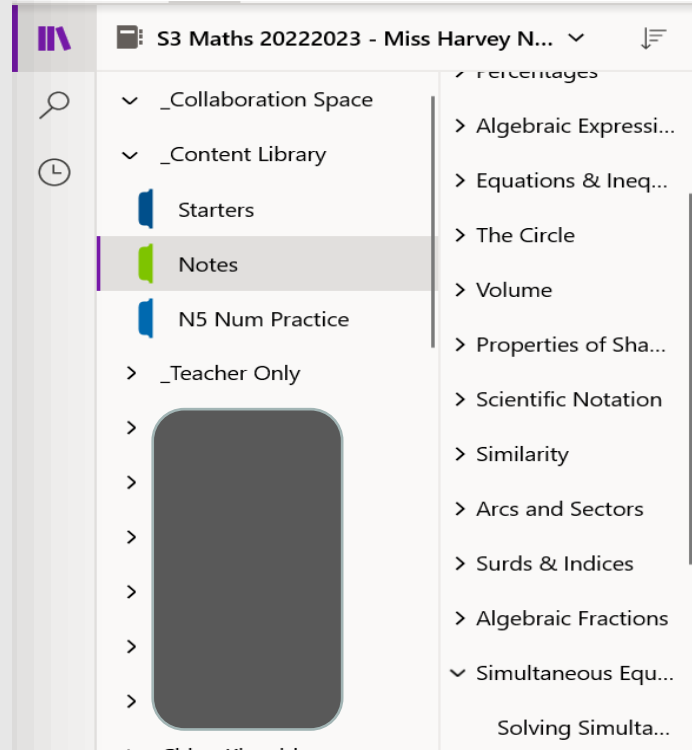 S3 Maths 20222023 - Miss Harvey N...
_Collaboration Space
_Content Library
Starters
Notes
N5 Num Practice
_Teacher Only
Percentages
Algebraic Expressi...
Equations & Ineq...
The Circle
Volume
Properties of Sha...
Scientific Notation
Similarity
Arcs and Sectors
Surds & Indices
Algebraic Fractions
Simultaneous Equ...
Solving Simulta...